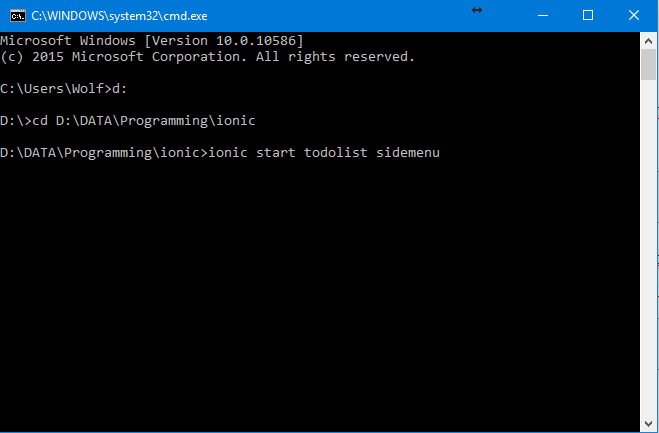 C:\WINDOWS\system32\cmd.exe
Microsoft Windows [Version 10.0.10586]
(c) 2015 Microsoft Corporation. All rights reserved.
C:\Users\Wolf>d:
D:\>cd D:\DATA\Programming\ionic
D:\DATA\Programming\ionic>ionic start todolist sidemenu